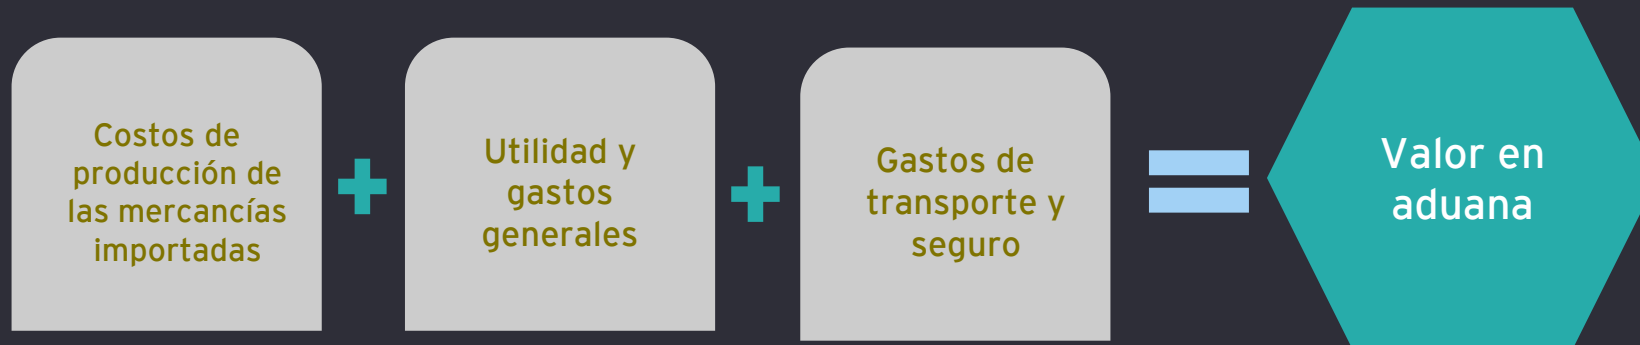 Costos de
producción de
las mercancías
importadas
Utilidad y
gastos
generales
Gastos de
transporte y
seguro
Valor en
aduana